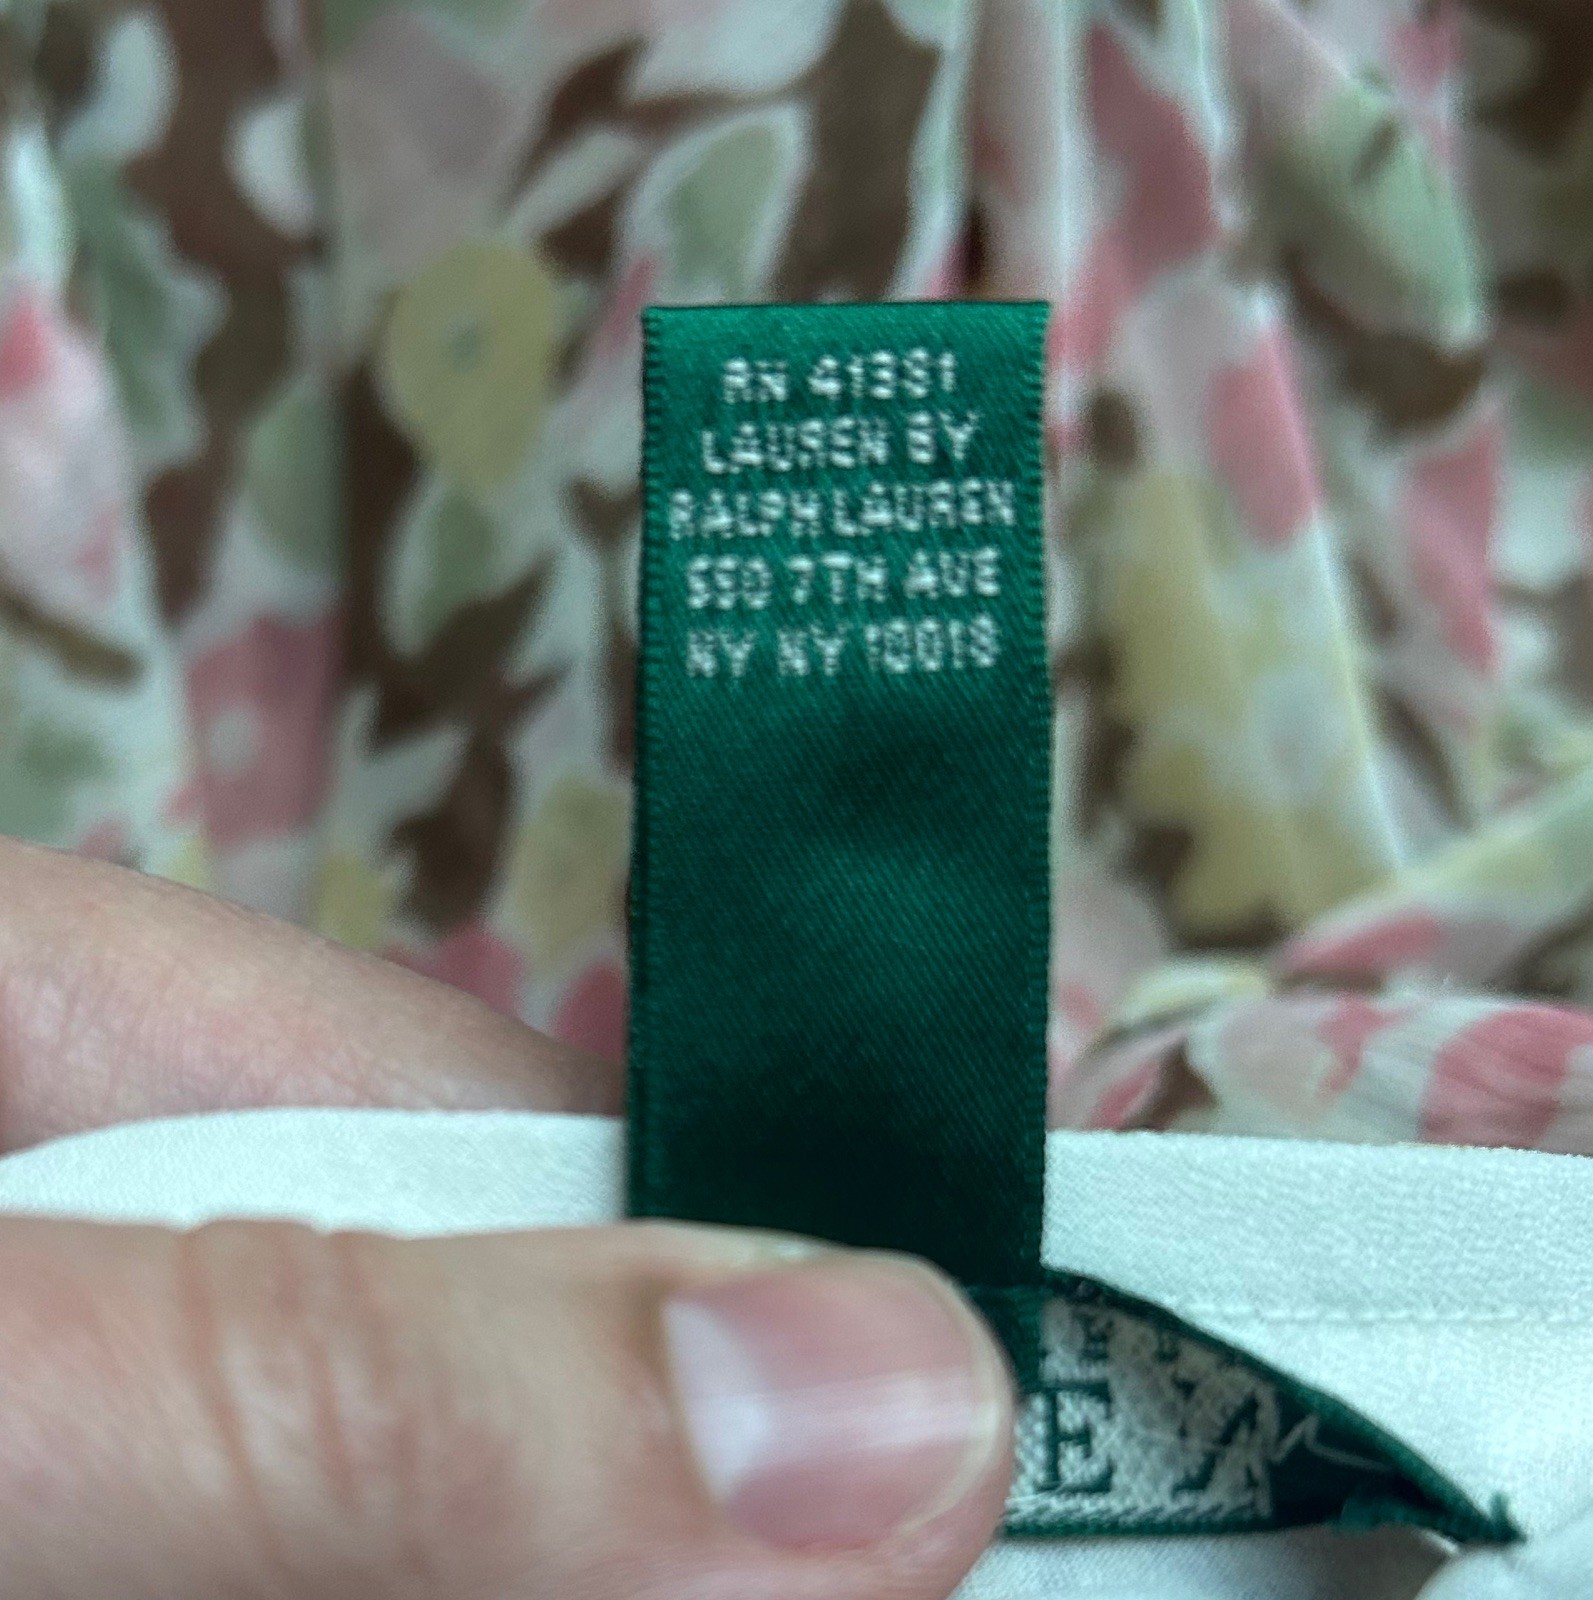 RN 41381
LAUREN BY
RALPH LAUREN
550 7TH AVE
NY NY 10018